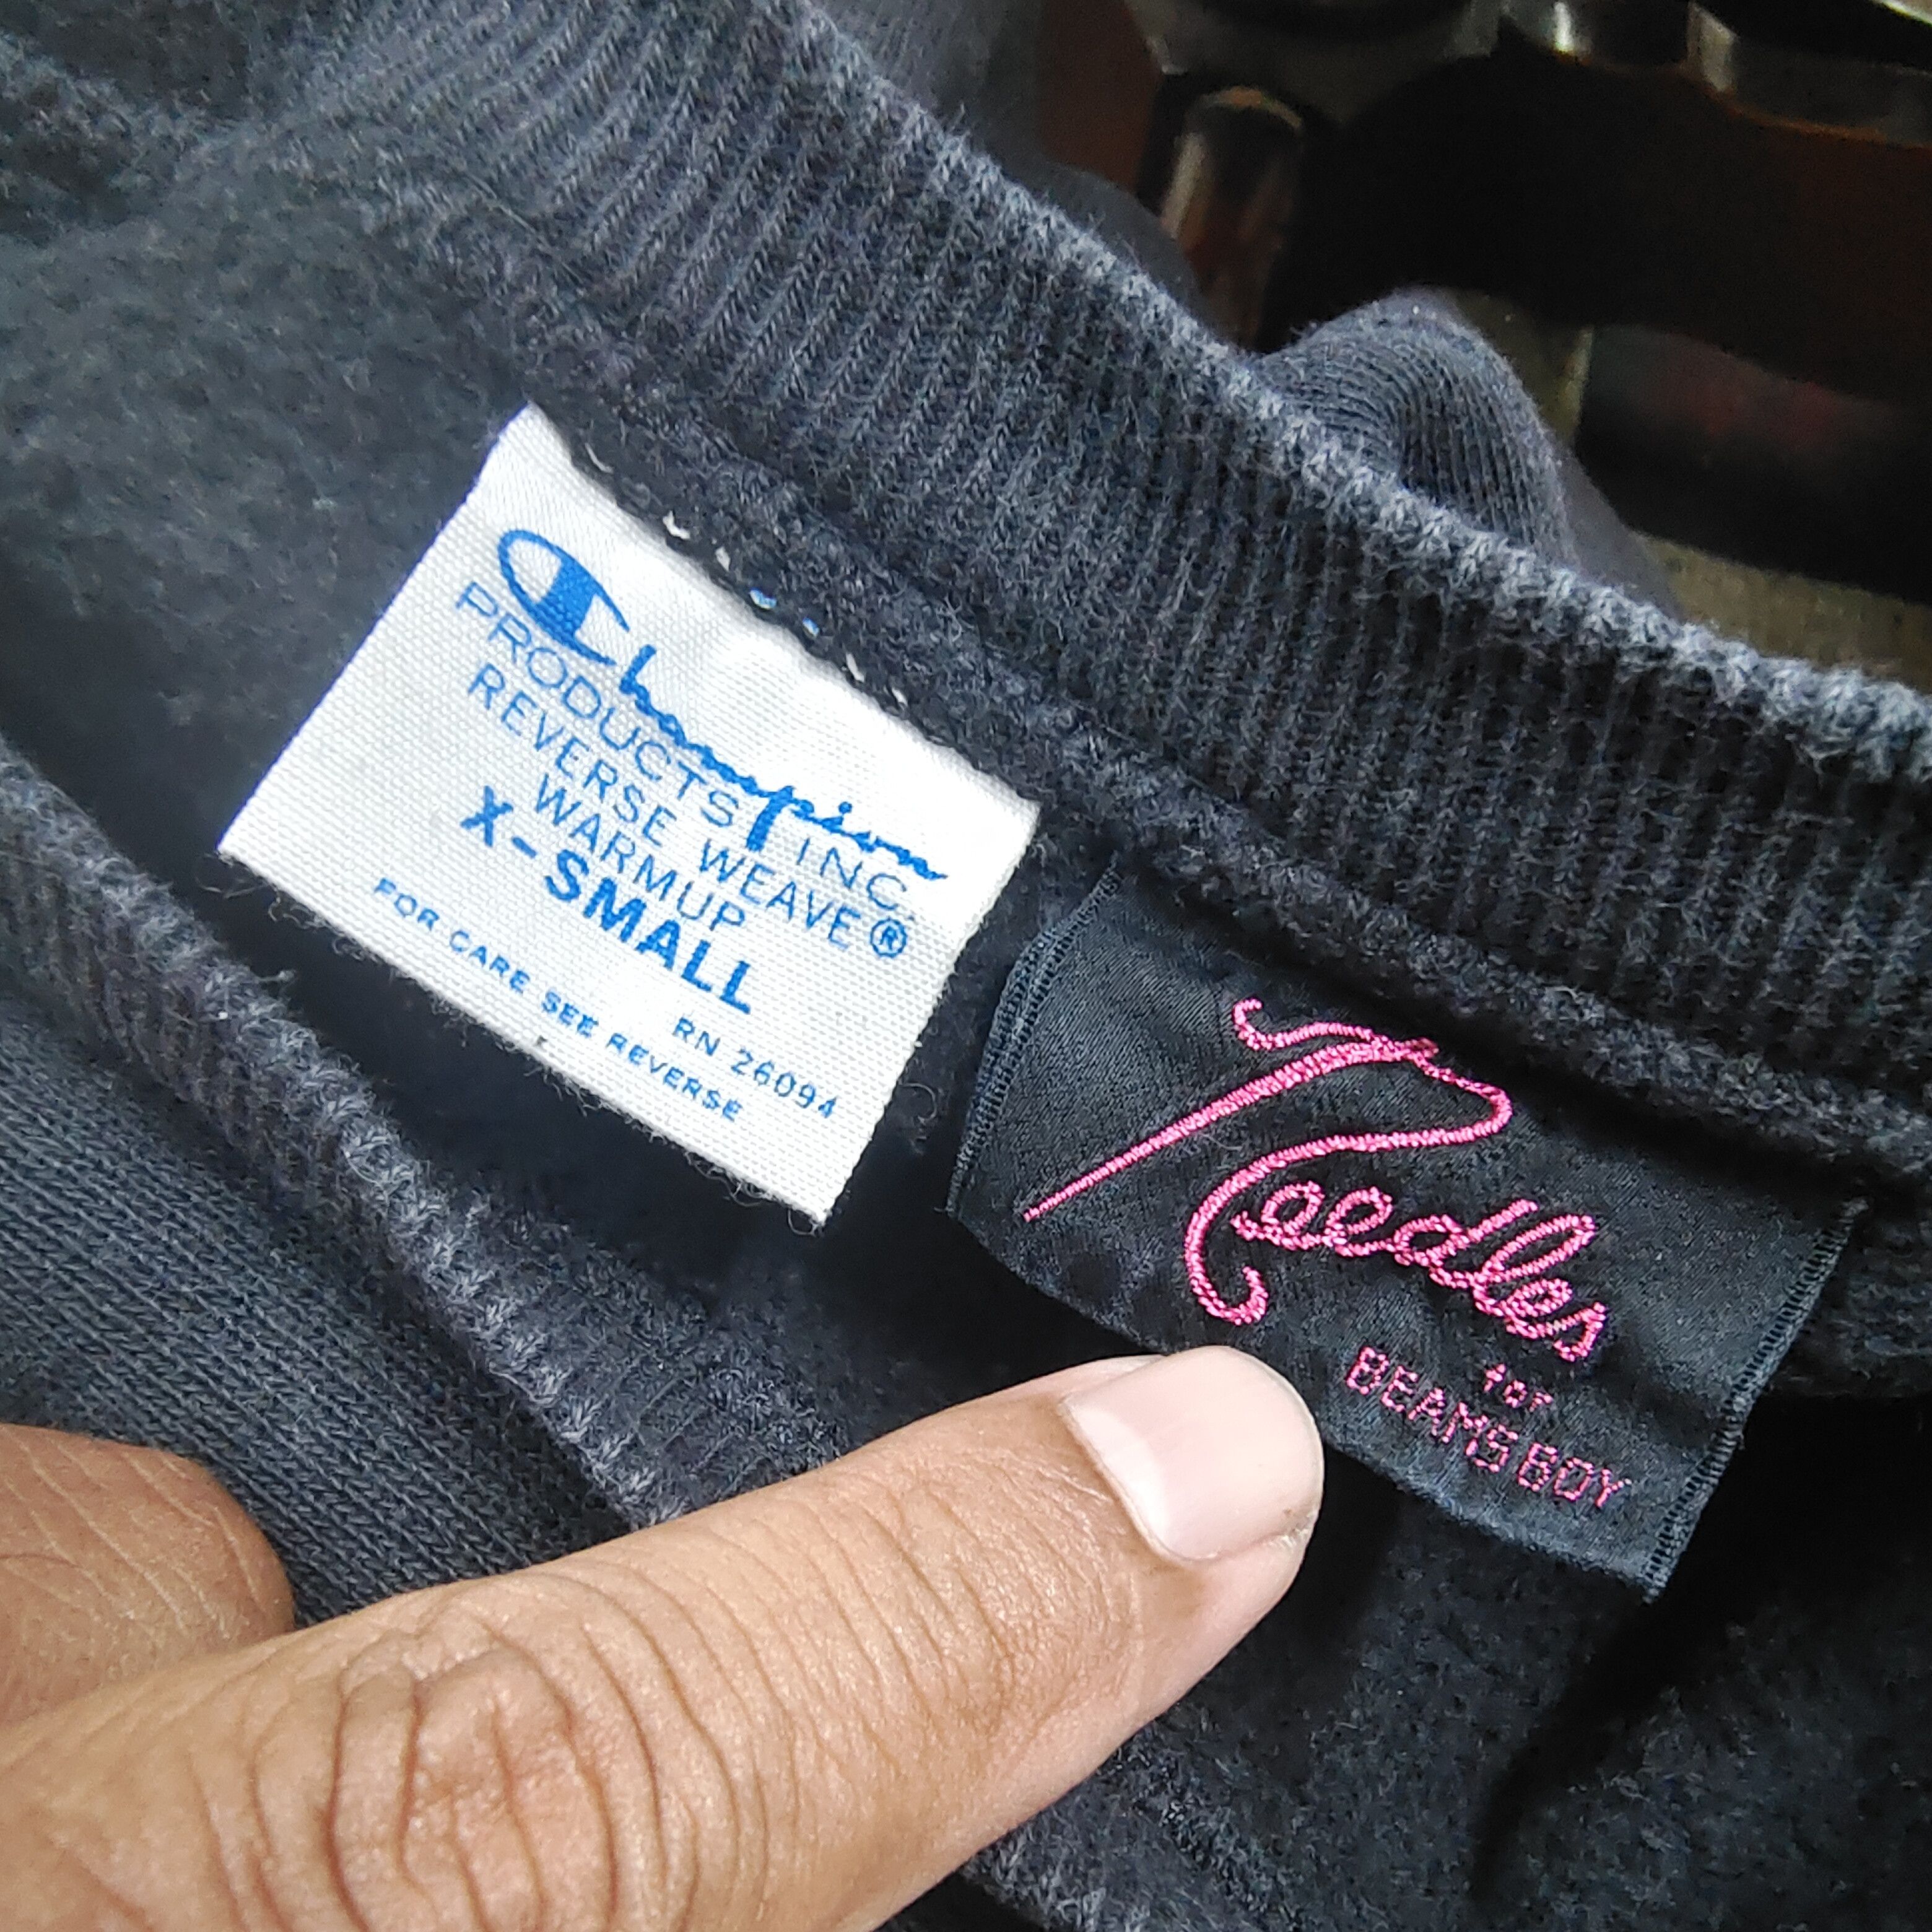 Champion
PRODUCTS INC.
REVERSE WEAVE®
WARMUP
X-SMALL
RN 26094
FOR CARE SEE REVERSE
Needles
for
BEAMS BOY